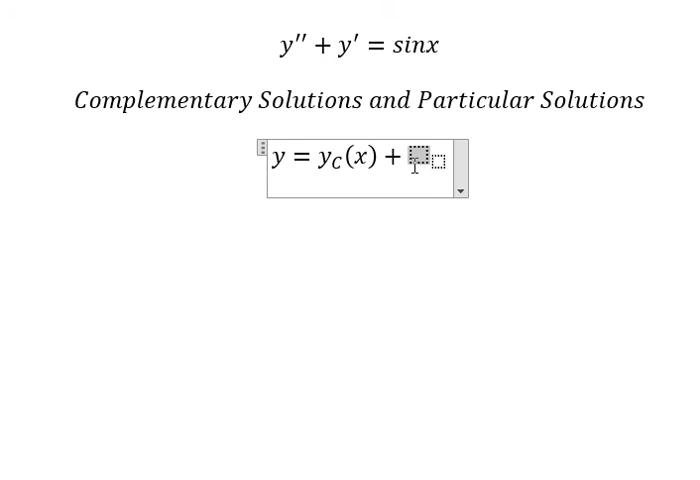 y'' + y' = sinx
Complementary Solutions and Particular Solutions
y = y_C(x) +